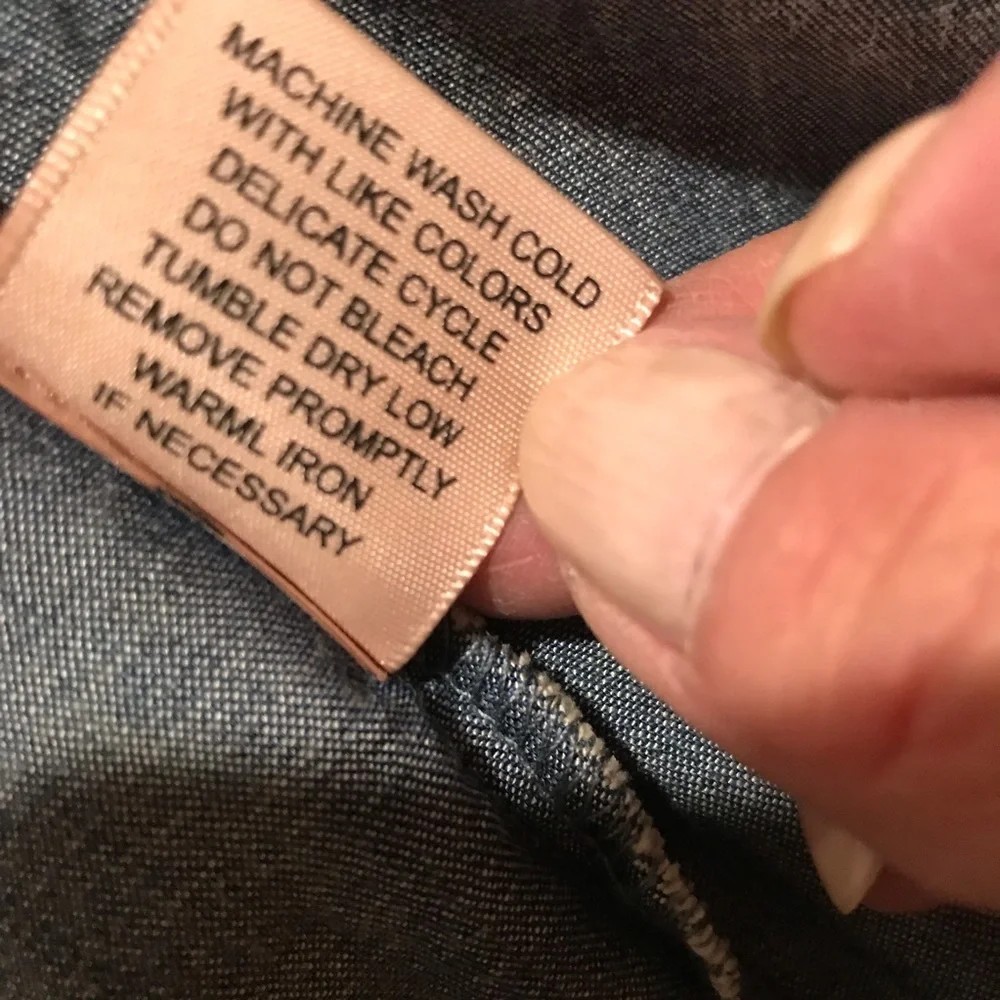 MACHINE WASH COLD
WITH LIKE COLORS
DELICATE CYCLE
DO NOT BLEACH
TUMBLE DRY LOW
REMOVE PROMPTLY
WARML IRON
IF NECESSARY